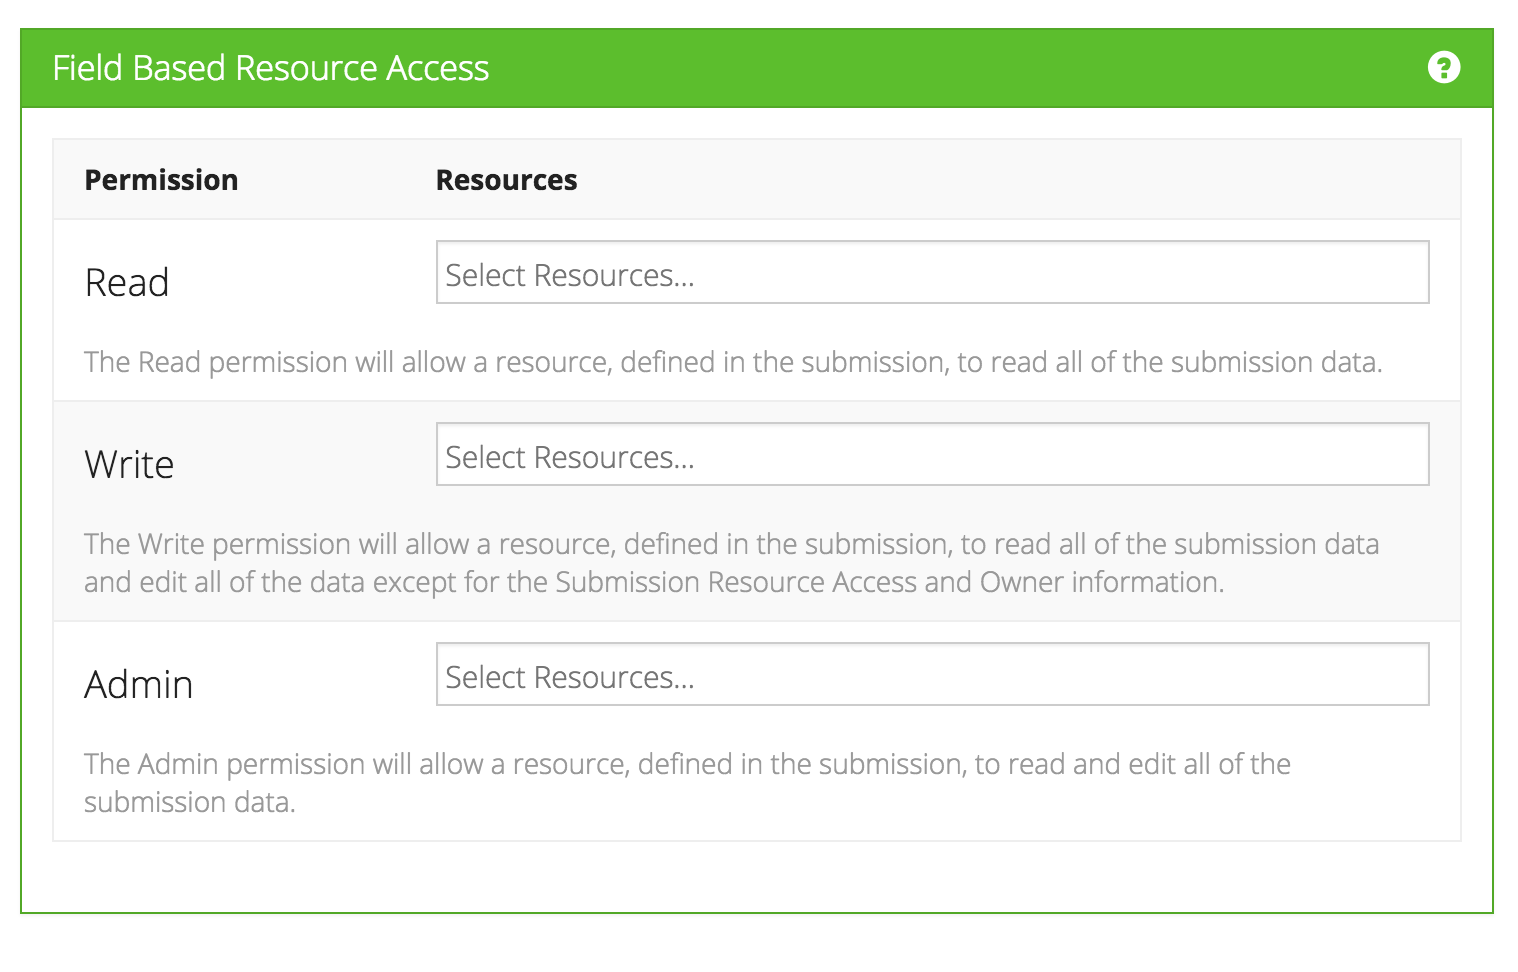 Field Based Resource Access
?
Permission Resources
Read
Select Resources...
The Read permission will allow a resource, defined in the submission, to read all of the submission data.
Write
Select Resources...
The Write permission will allow a resource, defined in the submission, to read all of the submission data
and edit all of the data except for the Submission Resource Access and Owner information.
Admin
Select Resources...
The Admin permission will allow a resource, defined in the submission, to read and edit all of the
submission data.